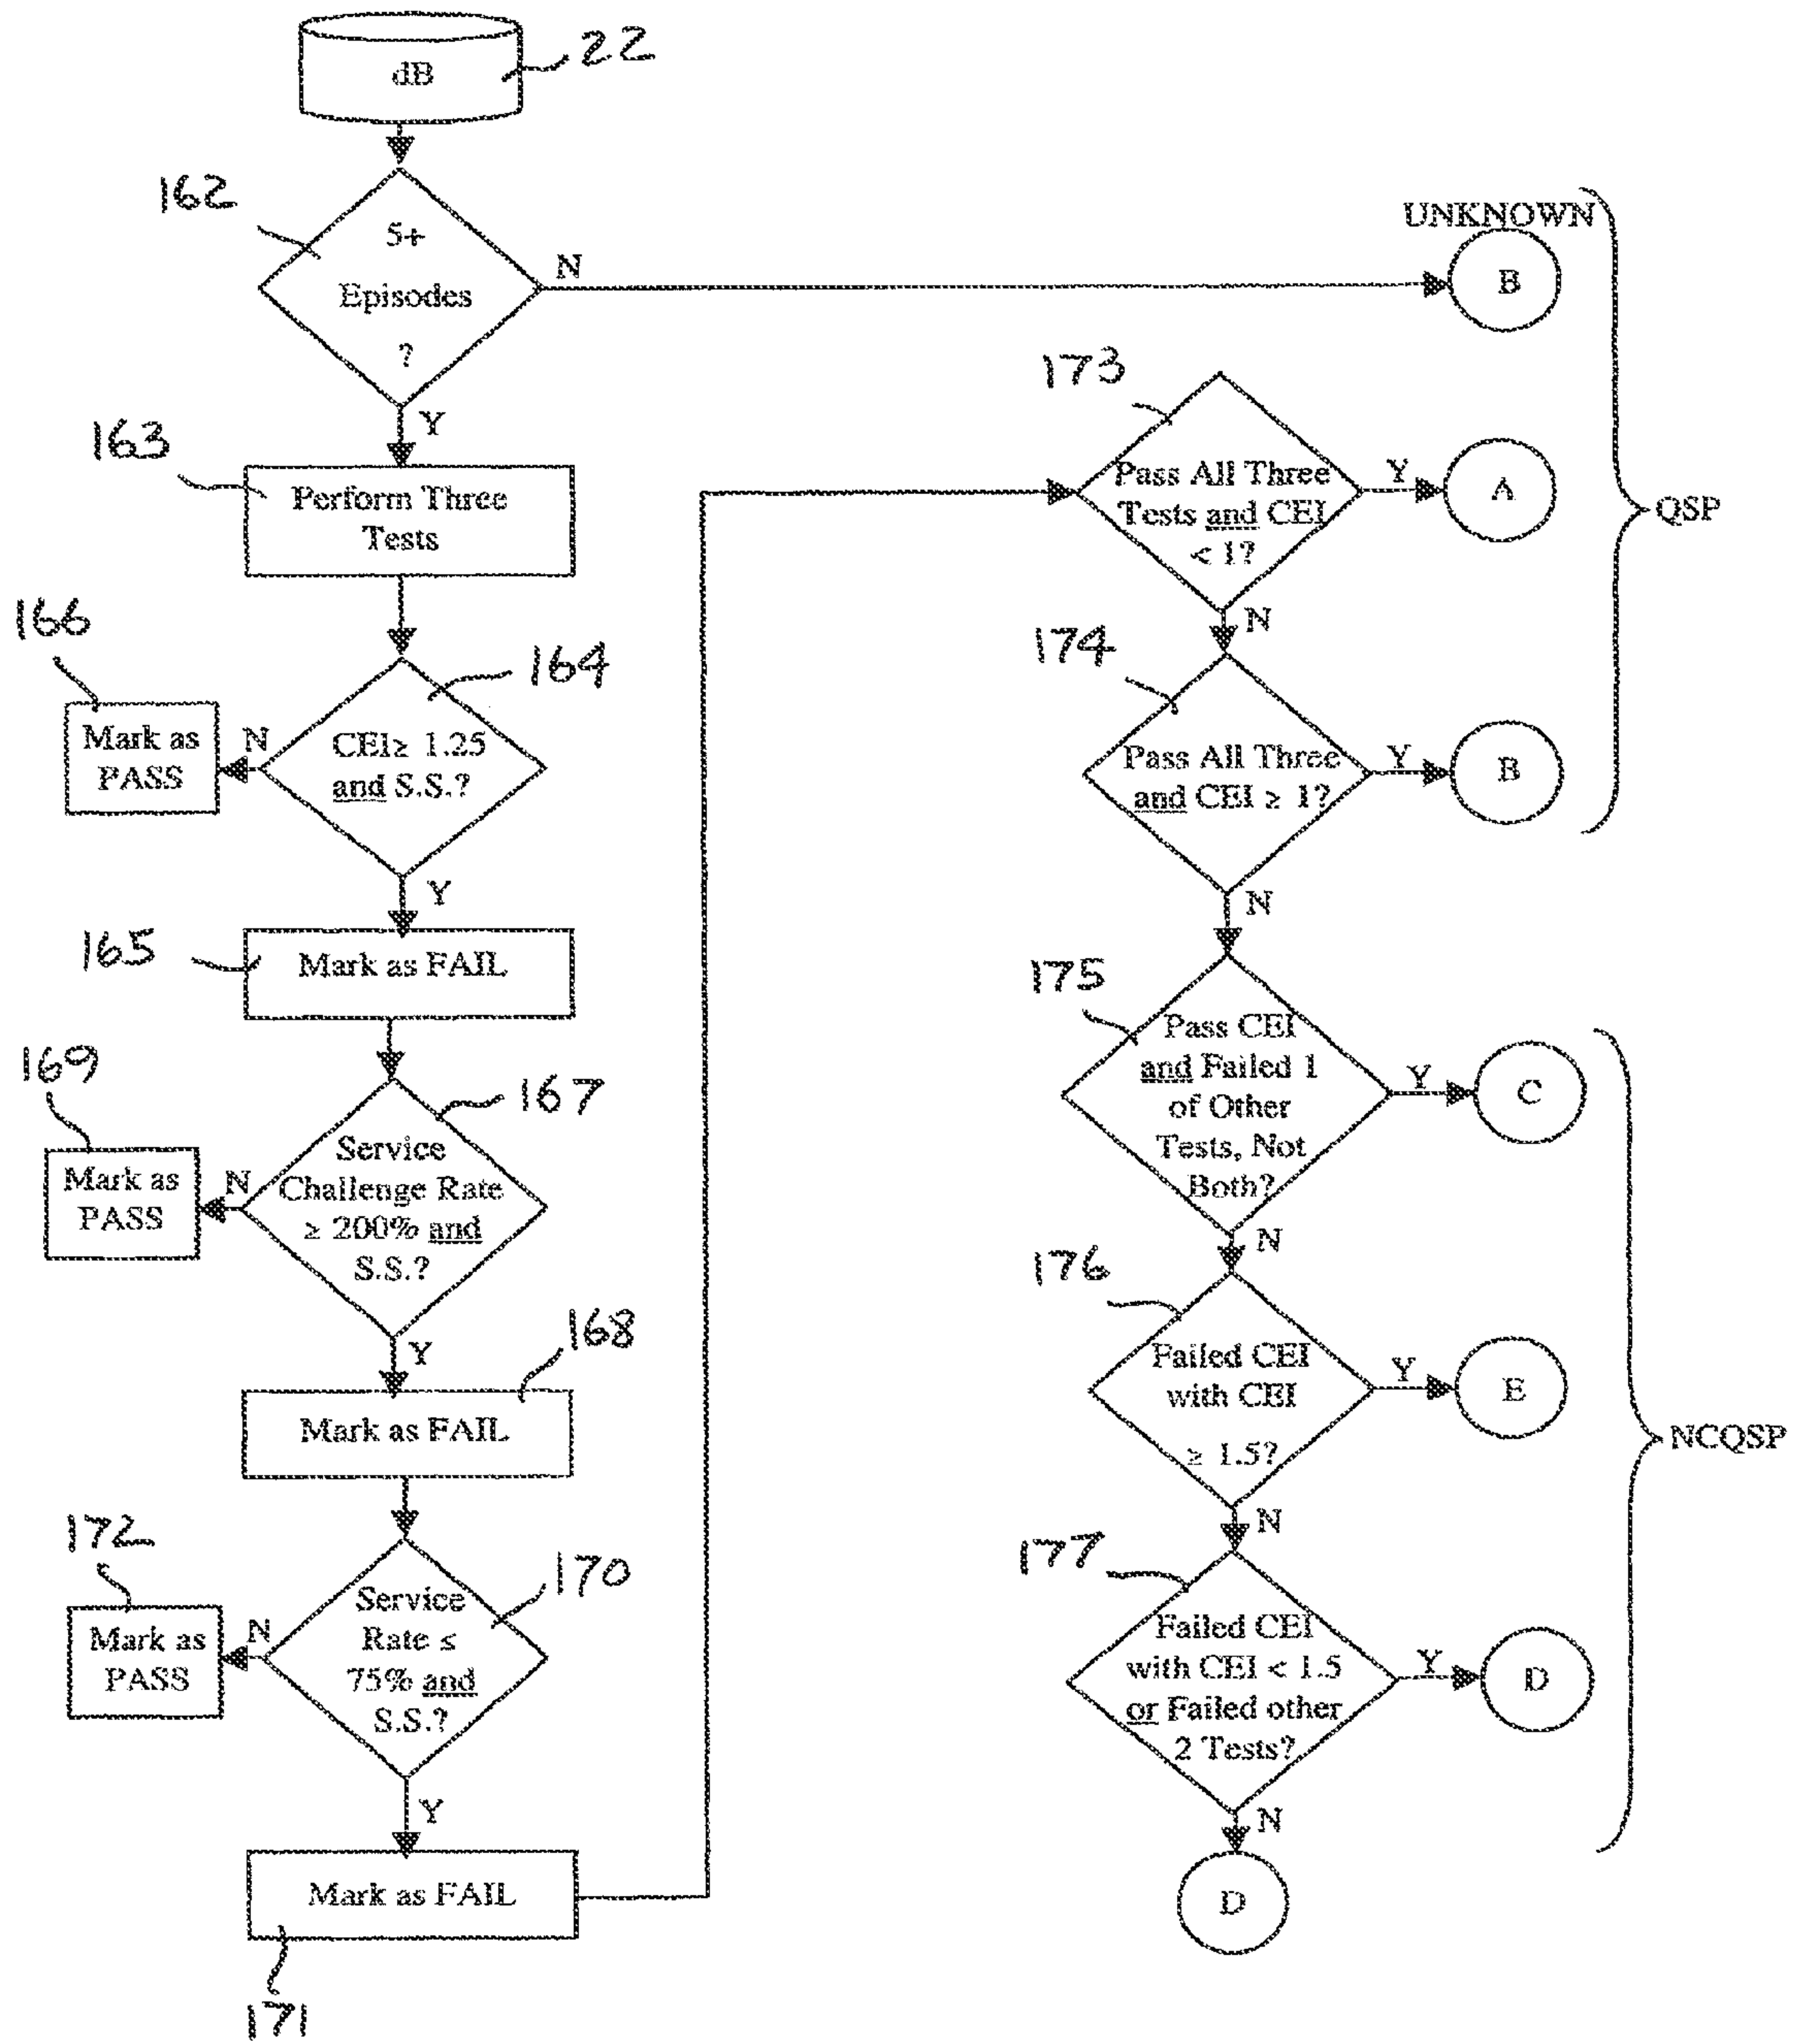 dB
22
162
5+
Episodes
?
N
Y
UNKNOWN
B
163
Perform Three
Tests
166
Mark as
PASS
N
164
CEI≥ 1.25
and S.S.?
Y
165
Mark as FAIL
169
Mark as
PASS
N
167
Service
Challenge Rate
≥ 200% and
S.S.?
Y
168
Mark as FAIL
172
Mark as
PASS
N
170
Service
Rate ≤
75% and
S.S.?
Y
Mark as FAIL
171
173
Pass All Three
Tests and CEI
< 1?
Y
A
N
QSP
174
Pass All Three
and CEI ≥ 1?
Y
B
N
175
Pass CEI
and Failed 1
of Other
Tests, Not
Both?
Y
C
N
176
Failed CEI
with CEI
≥ 1.5?
Y
E
N
NCQSP
177
Failed CEI
with CEI < 1.5
or Failed other
2 Tests?
Y
D
N
D